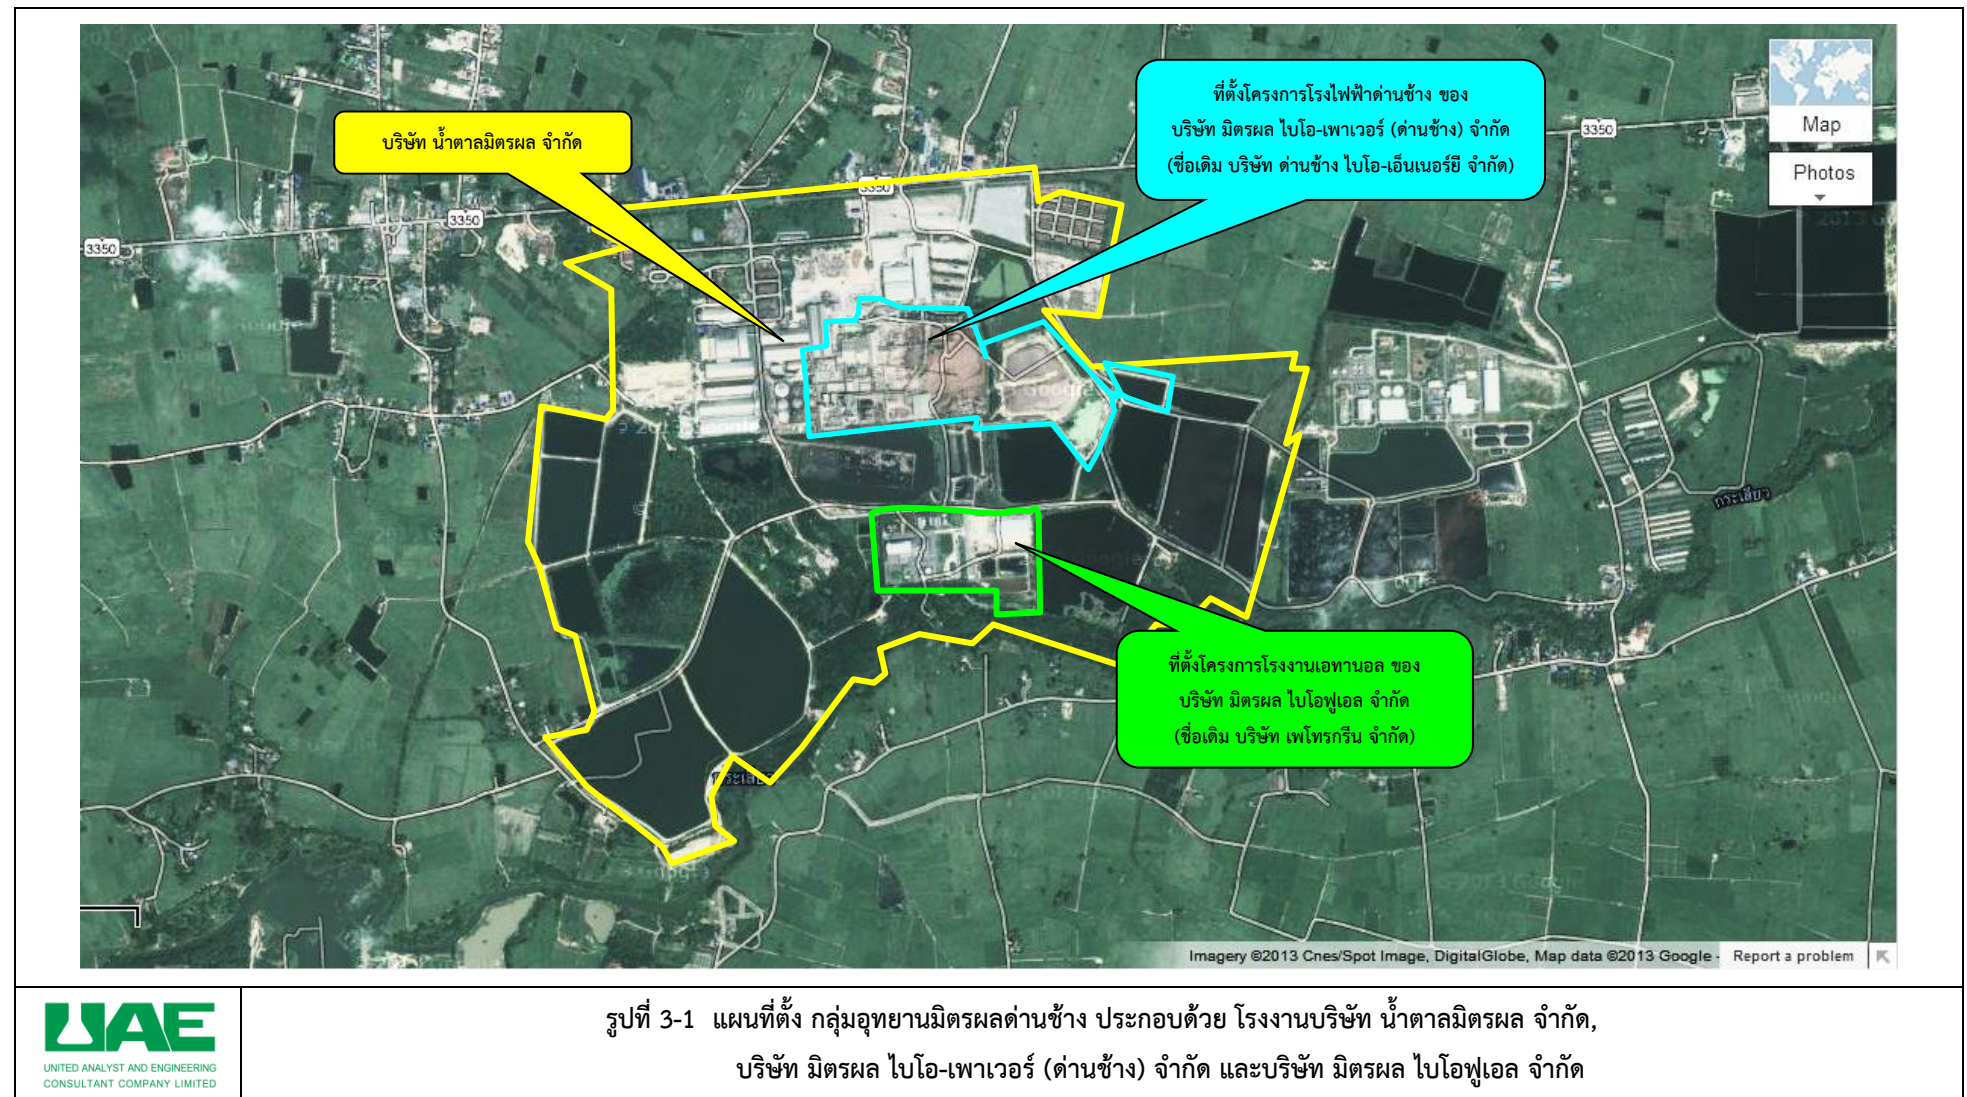 บริษัท น้ำตาลมิตรผล จำกัด
ที่ตั้งโครงการโรงไฟฟ้าด่านช้าง ของ
บริษัท มิตรผล ไบโอ-เพาเวอร์ (ด่านช้าง) จำกัด
(ชื่อเดิม บริษัท ด่านช้าง ไบโอ-เอ็นเนอร์ยี จำกัด)
Map
Photos
3350
3350
3350
3350
กระเสียว
ที่ตั้งโครงการโรงงานเอทานอล ของ
บริษัท มิตรผล ไบโอฟูเอล จำกัด
(ชื่อเดิม บริษัท เพโทรกรีน จำกัด)
Imagery ©2013 Cnes/Spot Image, DigitalGlobe, Map data ©2013 Google -
Report a problem
UAE
UNITED ANALYST AND ENGINEERING
CONSULTANT COMPANY LIMITED
รูปที่ 3-1 แผนที่ตั้ง กลุ่มอุทยานมิตรผลด่านช้าง ประกอบด้วย โรงงานบริษัท น้ำตาลมิตรผล จำกัด,
บริษัท มิตรผล ไบโอ-เพาเวอร์ (ด่านช้าง) จำกัด และบริษัท มิตรผล ไบโอฟูเอล จำกัด